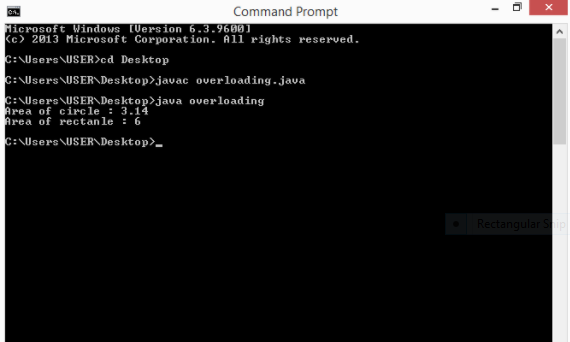 Command Prompt
Microsoft Windows [Version 6.3.9600]
(c) 2013 Microsoft Corporation. All rights reserved.
C:\Users\USER>cd Desktop
C:\Users\USER\Desktop>javac overloading.java
C:\Users\USER\Desktop>java overloading
Area of circle : 3.14
Area of rectanle : 6
C:\Users\USER\Desktop>_
Rectangular Snip